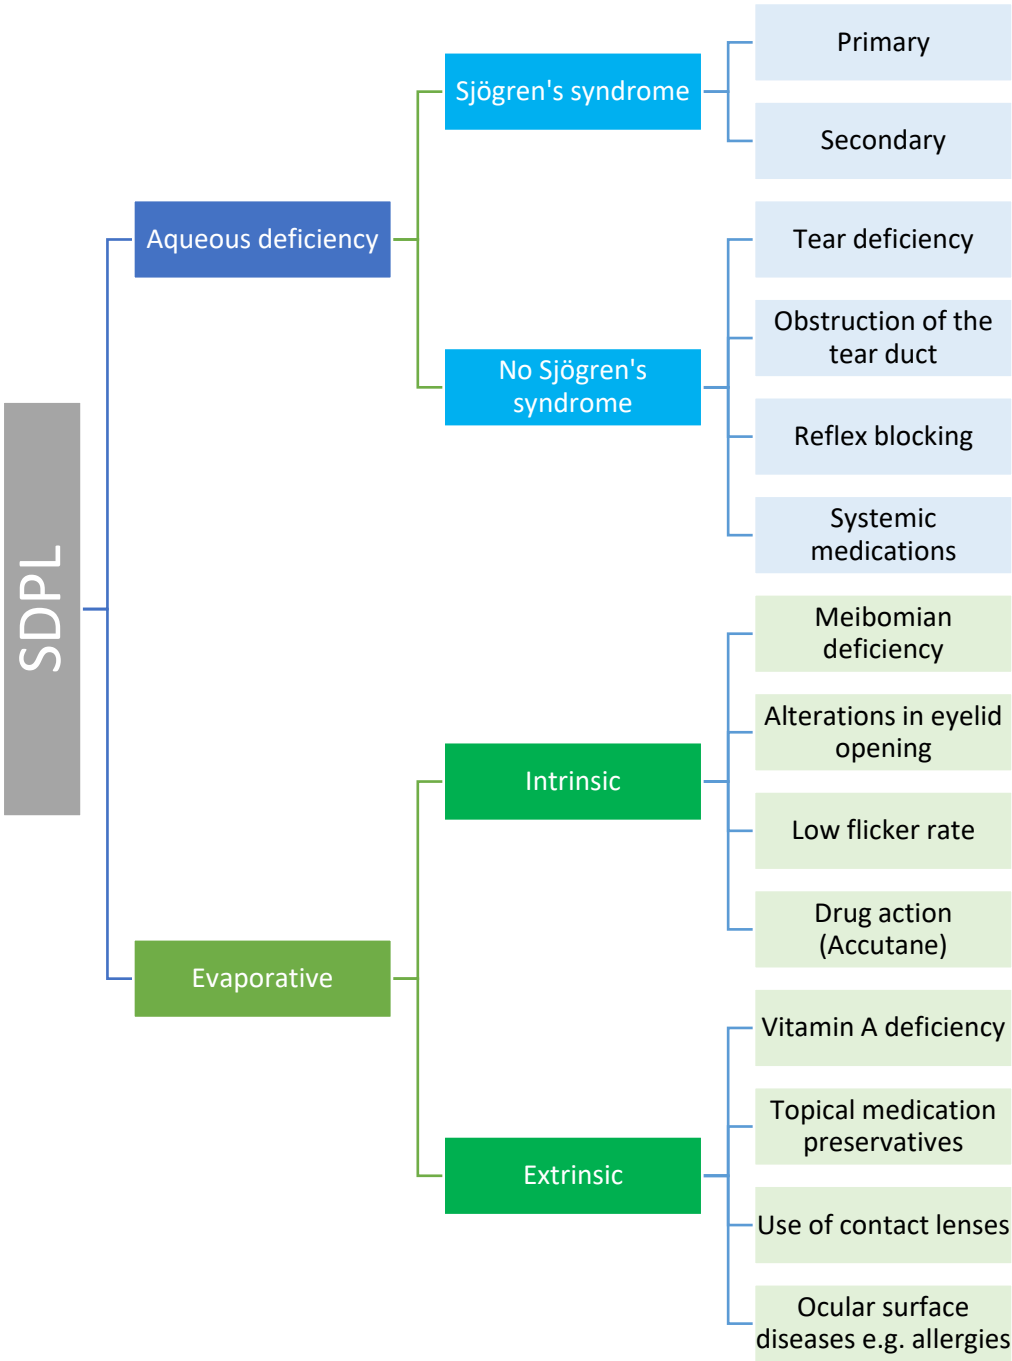 SDPL
Aqueous deficiency
Sjögren's syndrome
Primary
Secondary
No Sjögren's
syndrome
Tear deficiency
Obstruction of the
tear duct
Reflex blocking
Systemic
medications
Evaporative
Intrinsic
Meibomian
deficiency
Alterations in eyelid
opening
Low flicker rate
Drug action
(Accutane)
Extrinsic
Vitamin A deficiency
Topical medication
preservatives
Use of contact lenses
Ocular surface
diseases e.g. allergies